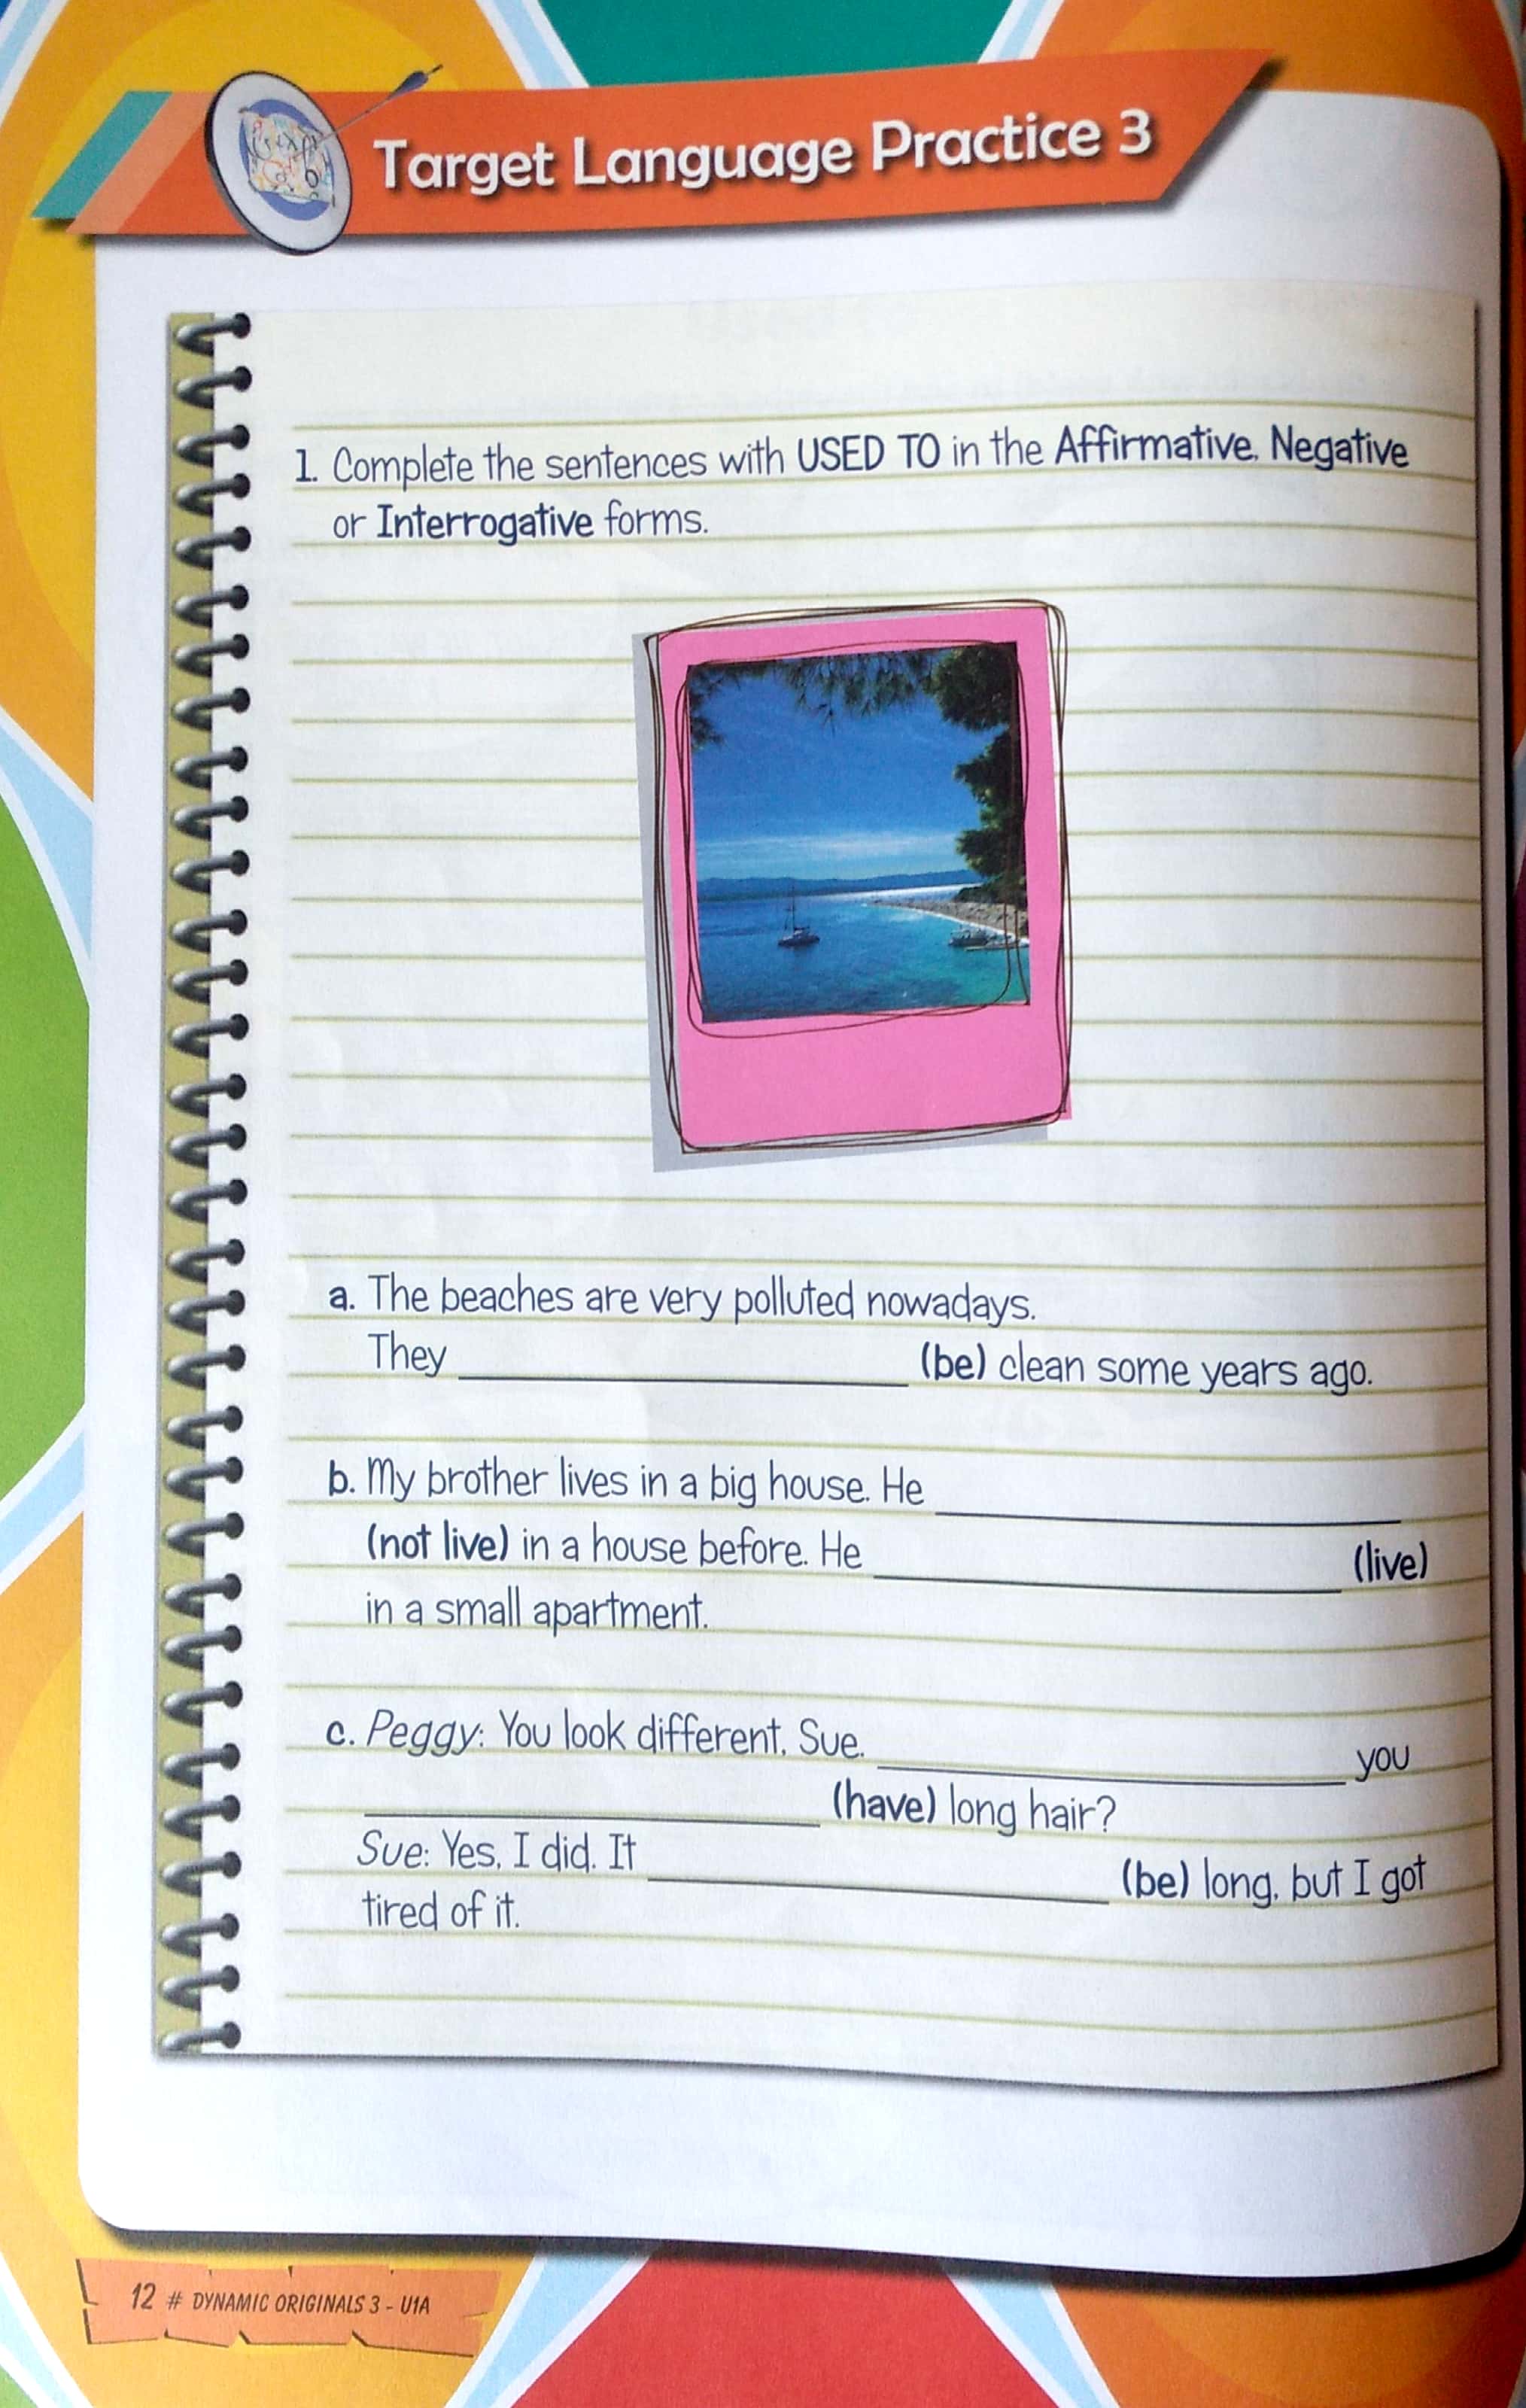 Target Language Practice 3
1. Complete the sentences with USED TO in the Affirmative, Negative
or Interrogative forms.
a. The beaches are very polluted nowadays.
They ______________ (be) clean some years ago.
b. My brother lives in a big house. He ______________
(not live) in a house before. He ______________ (live)
in a small apartment.
c. Peggy: You look different, Sue. ______________ you
______________ (have) long hair?
Sue: Yes, I did. It ______________ (be) long, but I got
tired of it.
12 # DYNAMIC ORIGINALS 3 - U1A